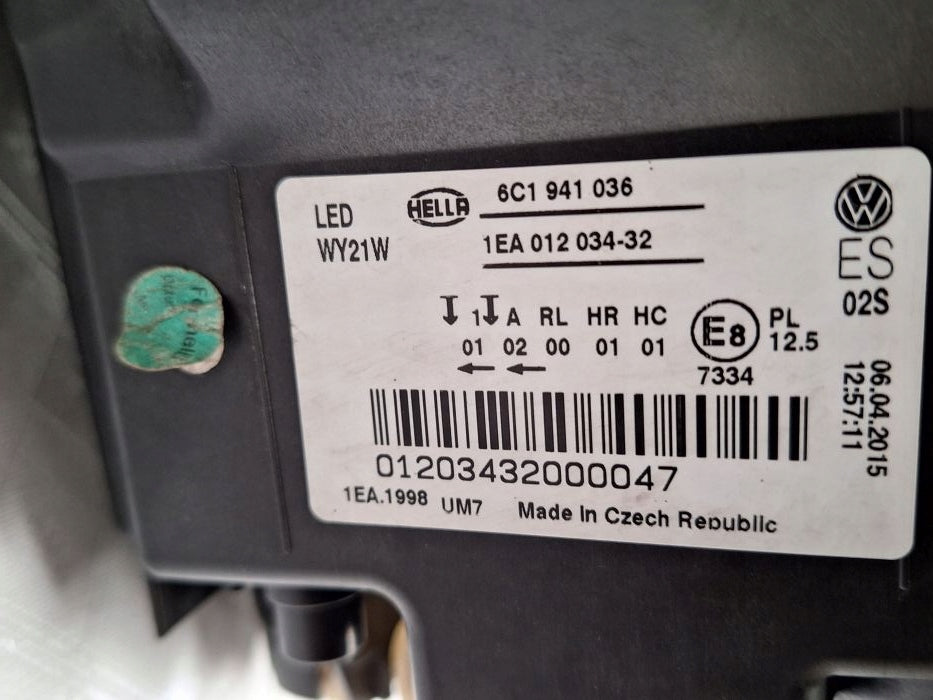 LED
WY21W
HELLA
6C1 941 036
1EA 012 034-32
VW
ES
02S
1 A RL HR HC
01 02 00 01 01
E8
7334
PL
12.5
06.04.2015
12:57:11
01203432000047
1EA.1998 UM7 Made in Czech Republic